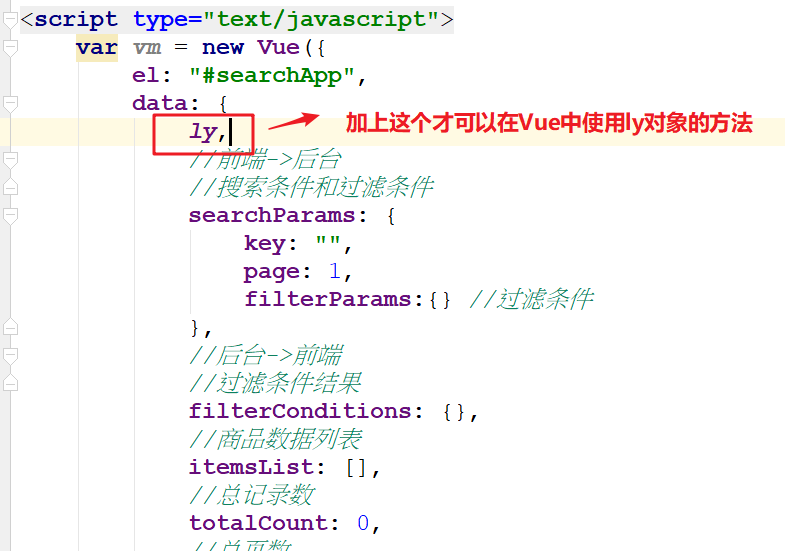 <script type="text/javascript">
var vm = new Vue({
el: "#searchApp",
data: {
ly,
加上这个才可以在Vue中使用ly对象的方法
//前端->后台
//搜索条件和过滤条件
searchParams: {
key: "",
page: 1,
filterParams:{} //过滤条件
},
//后台->前端
//过滤条件结果
filterConditions: {},
//商品数据列表
itemsList: [],
//总记录数
totalCount: 0,
//总页数